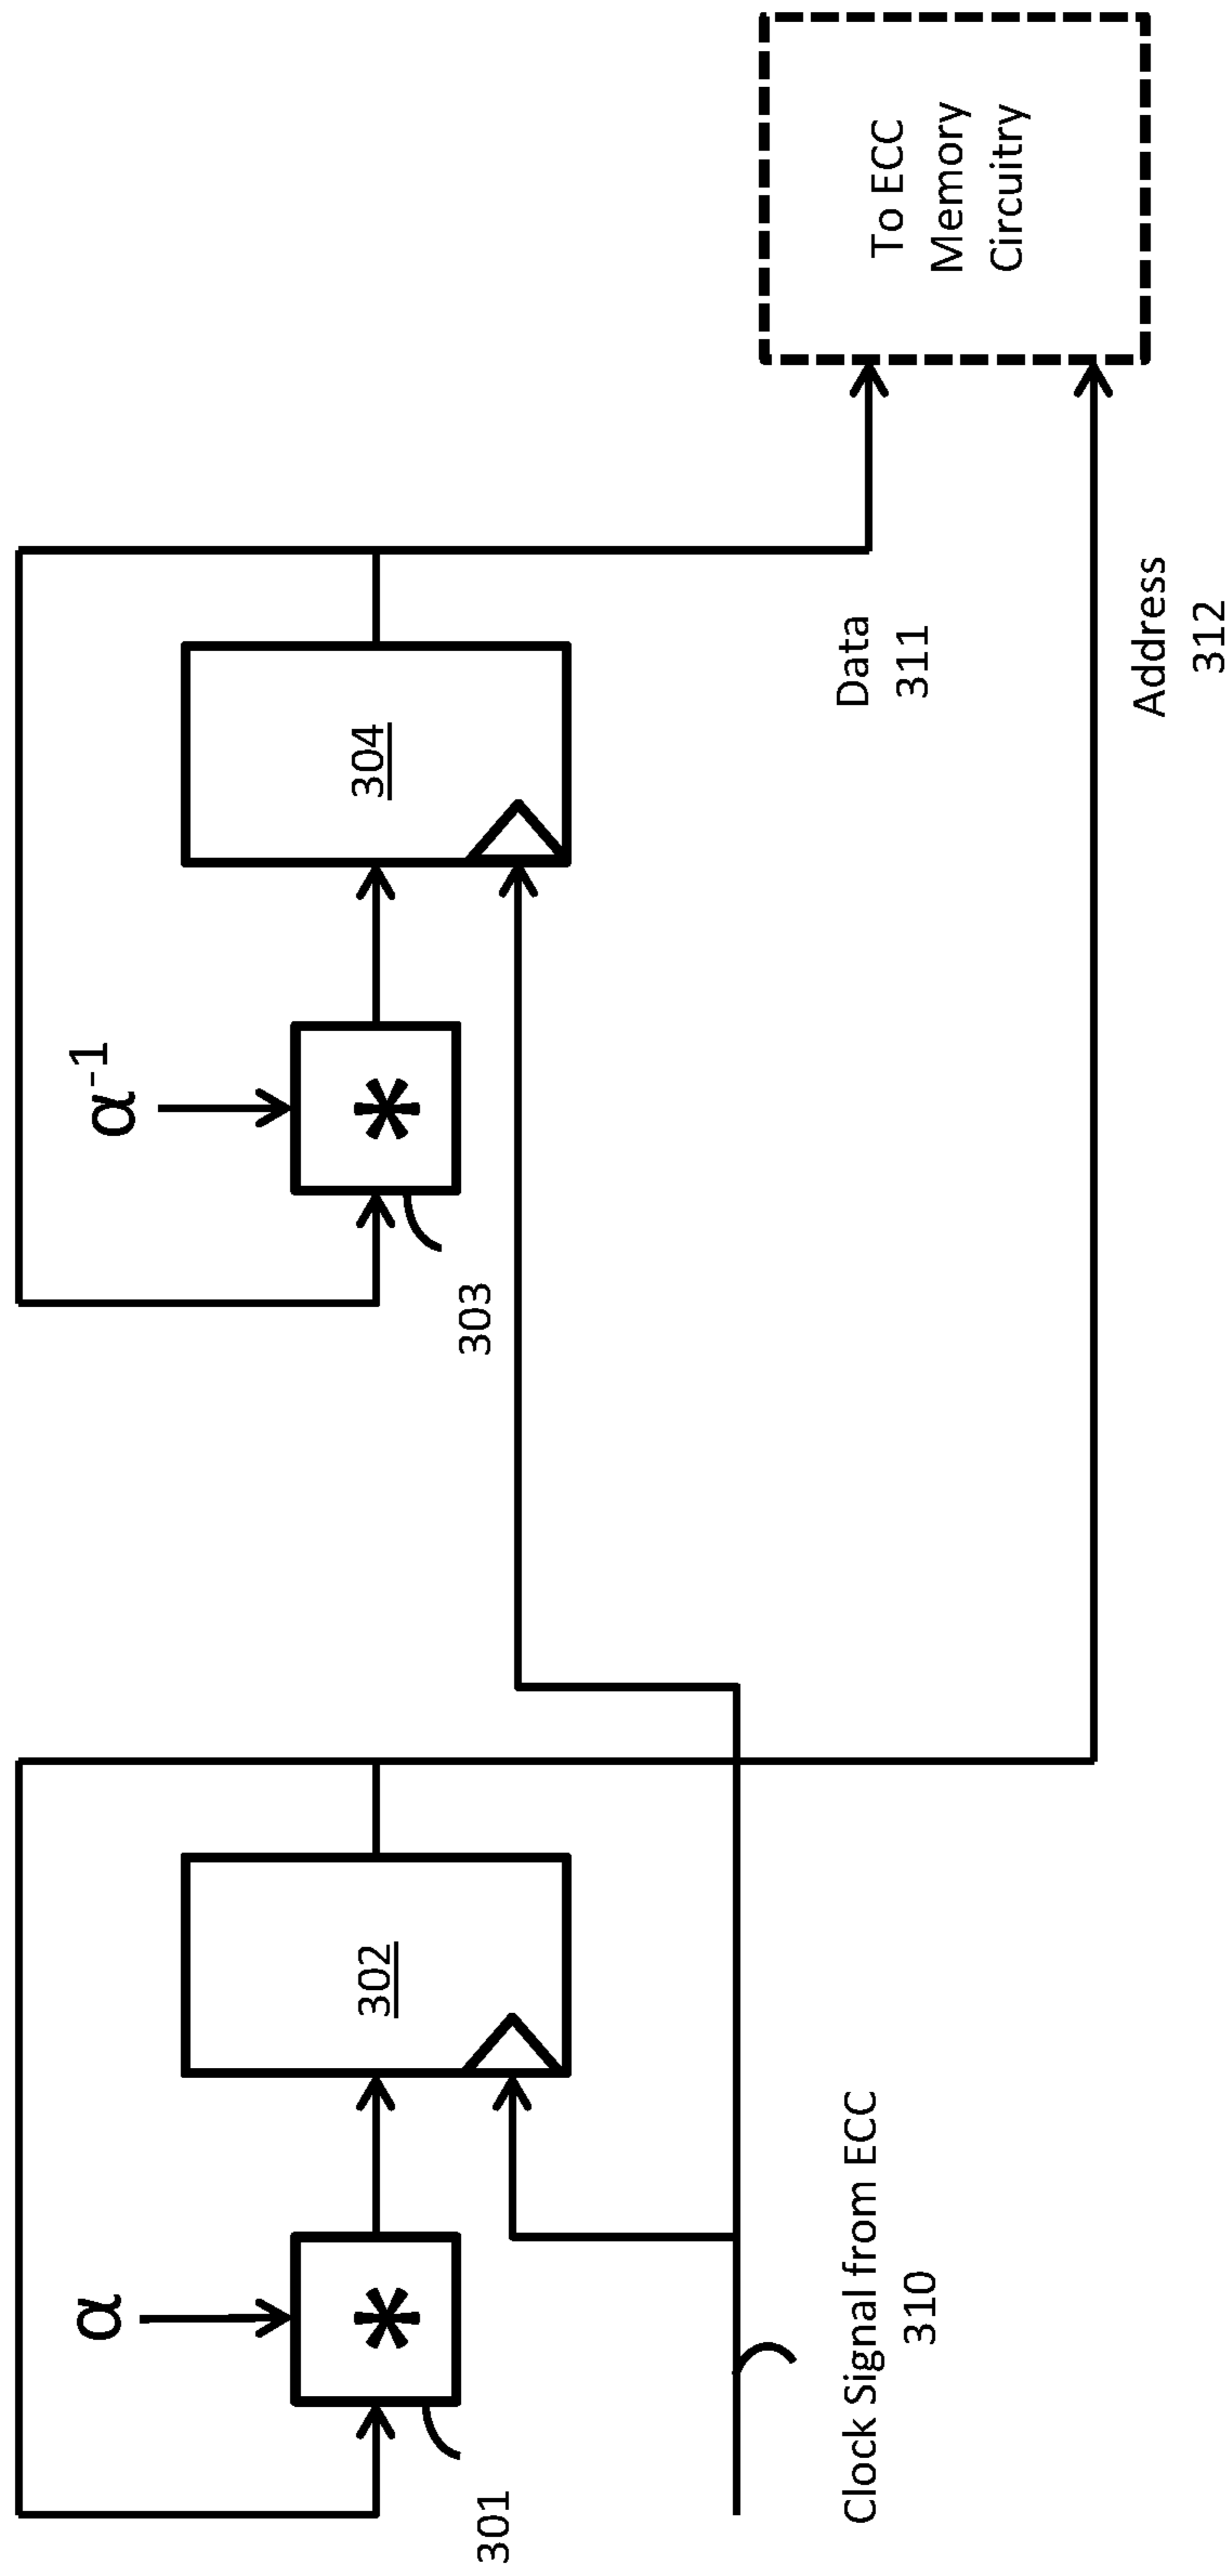 α
*
301
302
α⁻¹
*
303
304
Clock Signal from ECC
310
Data
311
Address
312
To ECC
Memory
Circuitry